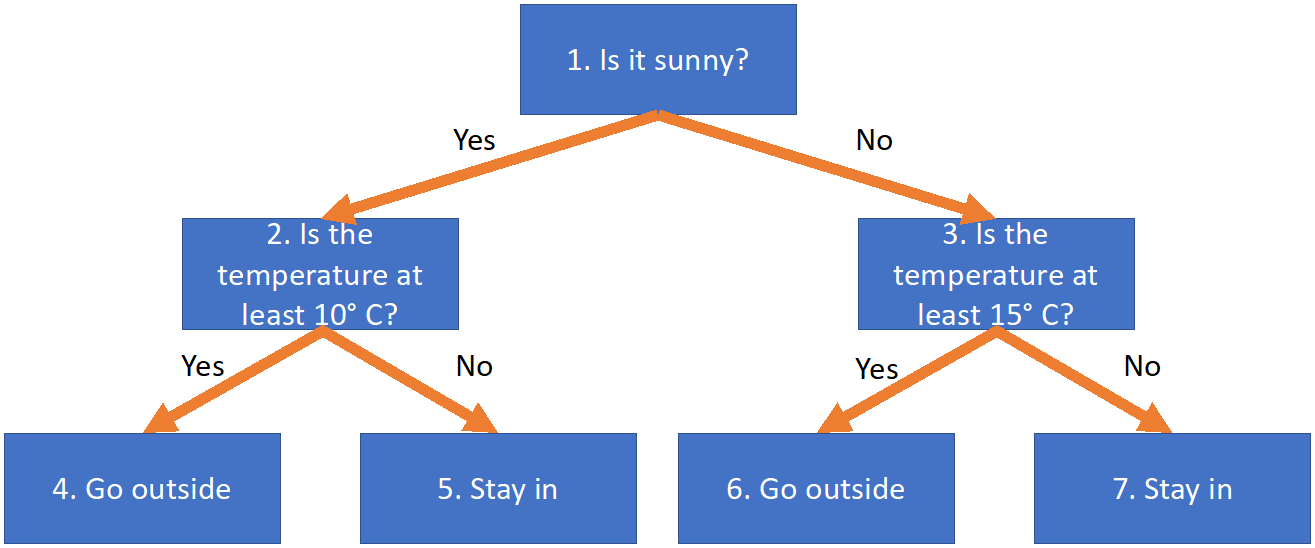 1. Is it sunny?
Yes
No
2. Is the
temperature at
least 10° C?
3. Is the
temperature at
least 15° C?
Yes
No
Yes
No
4. Go outside
5. Stay in
6. Go outside
7. Stay in